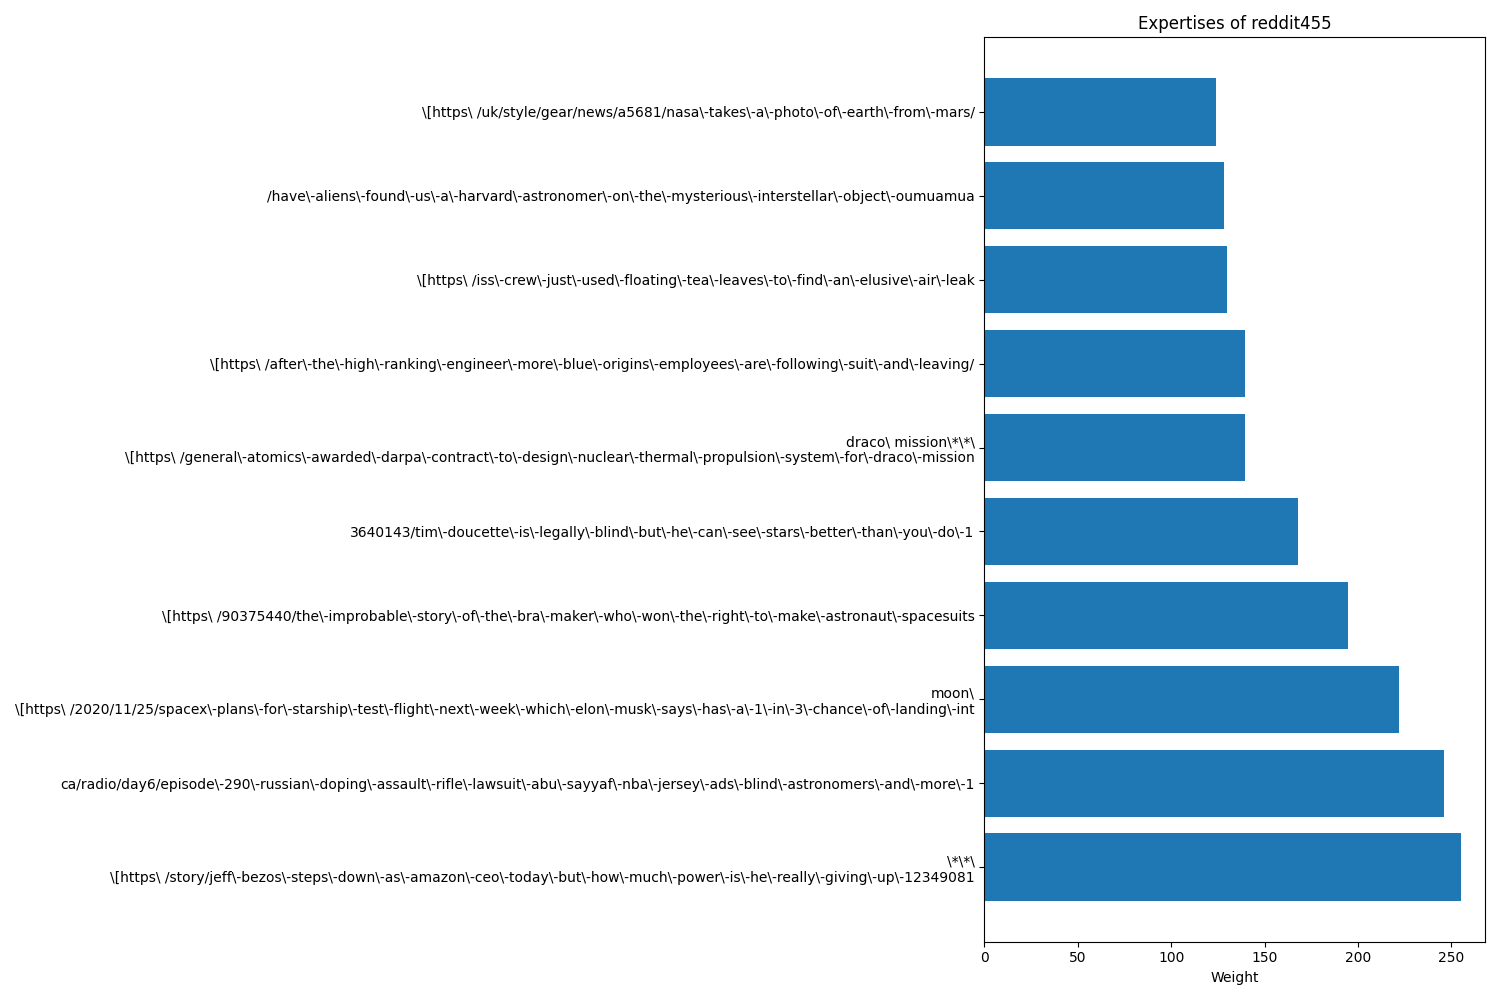 Expertises of reddit455
\[https\ /uk/style/gear/news/a5681/nasa\-takes\-a\-photo\-of\-earth\-from\-mars/
/have\-aliens\-found\-us\-a\-harvard\-astronomer\-on\-the\-mysterious\-interstellar\-object\-oumuamua
\[https\ /iss\-crew\-just\-used\-floating\-tea\-leaves\-to\-find\-an\-elusive\-air\-leak
\[https\ /after\-the\-high\-ranking\-engineer\-more\-blue\-origins\-employees\-are\-following\-suit\-and\-leaving/
draco\ mission\*\*\
\[https\ /general\-atomics\-awarded\-darpa\-contract\-to\-design\-nuclear\-thermal\-propulsion\-system\-for\-draco\-mission
3640143/tim\-doucette\-is\-legally\-blind\-but\-he\-can\-see\-stars\-better\-than\-you\-do\-1
\[https\ /90375440/the\-improbable\-story\-of\-the\-bra\-maker\-who\-won\-the\-right\-to\-make\-astronaut\-spacesuits
moon\
\[https\ /2020/11/25/spacex\-plans\-for\-starship\-test\-flight\-next\-week\-which\-elon\-musk\-says\-has\-a\-1\-in\-3\-chance\-of\-landing\-int
ca/radio/day6/episode\-290\-russian\-doping\-assault\-rifle\-lawsuit\-abu\-sayyaf\-nba\-jersey\-ads\-blind\-astronomers\-and\-more\-1
\*\*\
\[https\ /story/jeff\-bezos\-steps\-down\-as\-amazon\-ceo\-today\-but\-how\-much\-power\-is\-he\-really\-giving\-up\-12349081
0 50 100 150 200 250
Weight